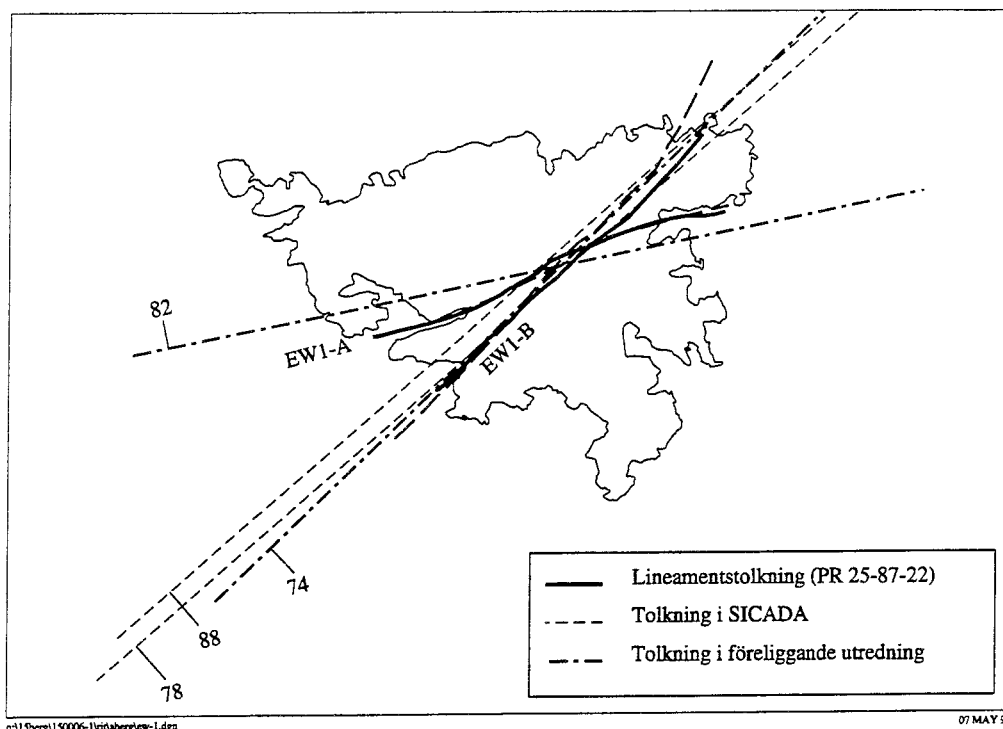 82
EW1-A
EW1-B
74
88
78
Lineamentstolkning (PR 25-87-22)
Tolkning i SICADA
Tolkning i föreliggande utredning
07 MAY